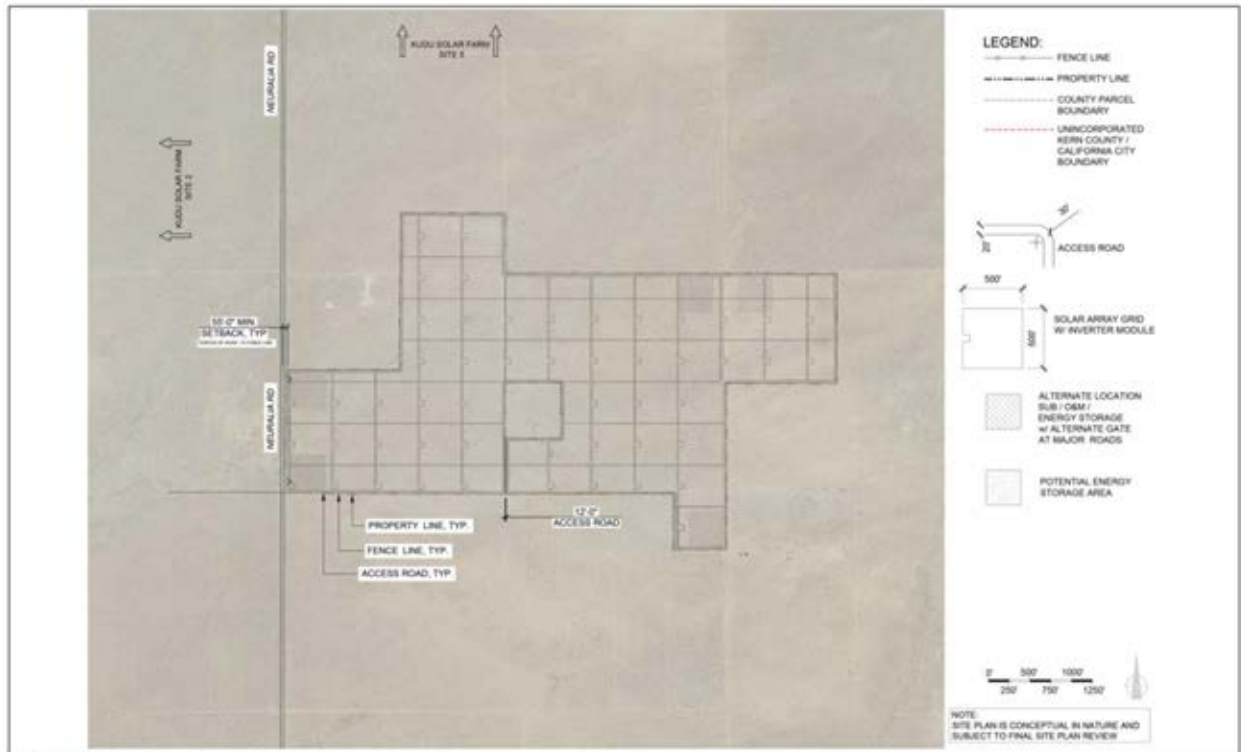 NEURALIA RD
KUDU SOLAR FARM
KUDU SOLAR FARM
SITE 2
55'-0" MIN.
SETBACK, TYP
NEURALIA RD
PROPERTY LINE, TYP.
FENCE LINE, TYP.
ACCESS ROAD, TYP
12'-0"
ACCESS ROAD
LEGEND:
FENCE LINE
PROPERTY LINE
COUNTY PARCEL
BOUNDARY
UNINCORPORATED
KERN COUNTY /
CALIFORNIA CITY
BOUNDARY
30'
20'
ACCESS ROAD
500'
SOLAR ARRAY GRID
W/ INVERTER MODULE
ALTERNATE LOCATION
SUB / O&M /
ENERGY STORAGE
w/ ALTERNATE GATE
AT MAJOR ROADS
POTENTIAL ENERGY
STORAGE AREA
0' 500' 1000'
250' 750' 1250'
NOTE:
SITE PLAN IS CONCEPTUAL IN NATURE AND
SUBJECT TO FINAL SITE PLAN REVIEW